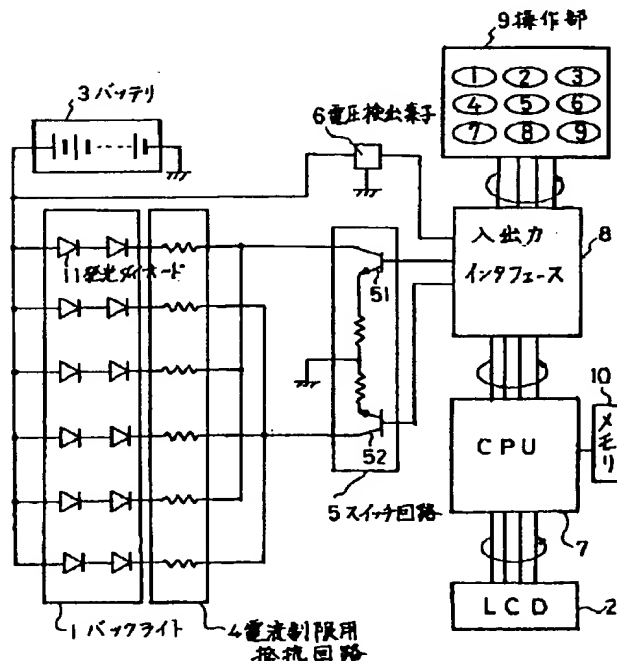 9操作部
1 2 3
4 5 6
7 8 9
3バッテリ
6電圧検出素子
入出力
インタフェース
8
11発光ダイオード
51
52
5スイッチ回路
10
メモリ
CPU
7
LCD
2
1バックライト
4電流制限用
抵抗回路